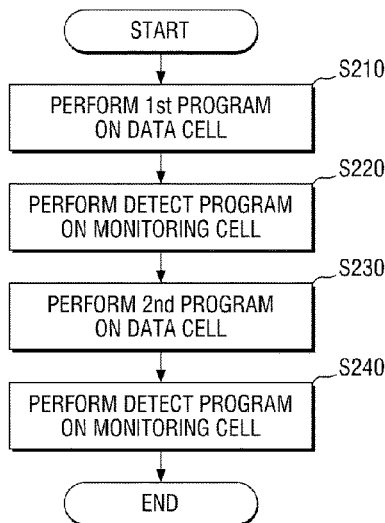 START
S210
PERFORM 1st PROGRAM
ON DATA CELL
S220
PERFORM DETECT PROGRAM
ON MONITORING CELL
S230
PERFORM 2nd PROGRAM
ON DATA CELL
S240
PERFORM DETECT PROGRAM
ON MONITORING CELL
END